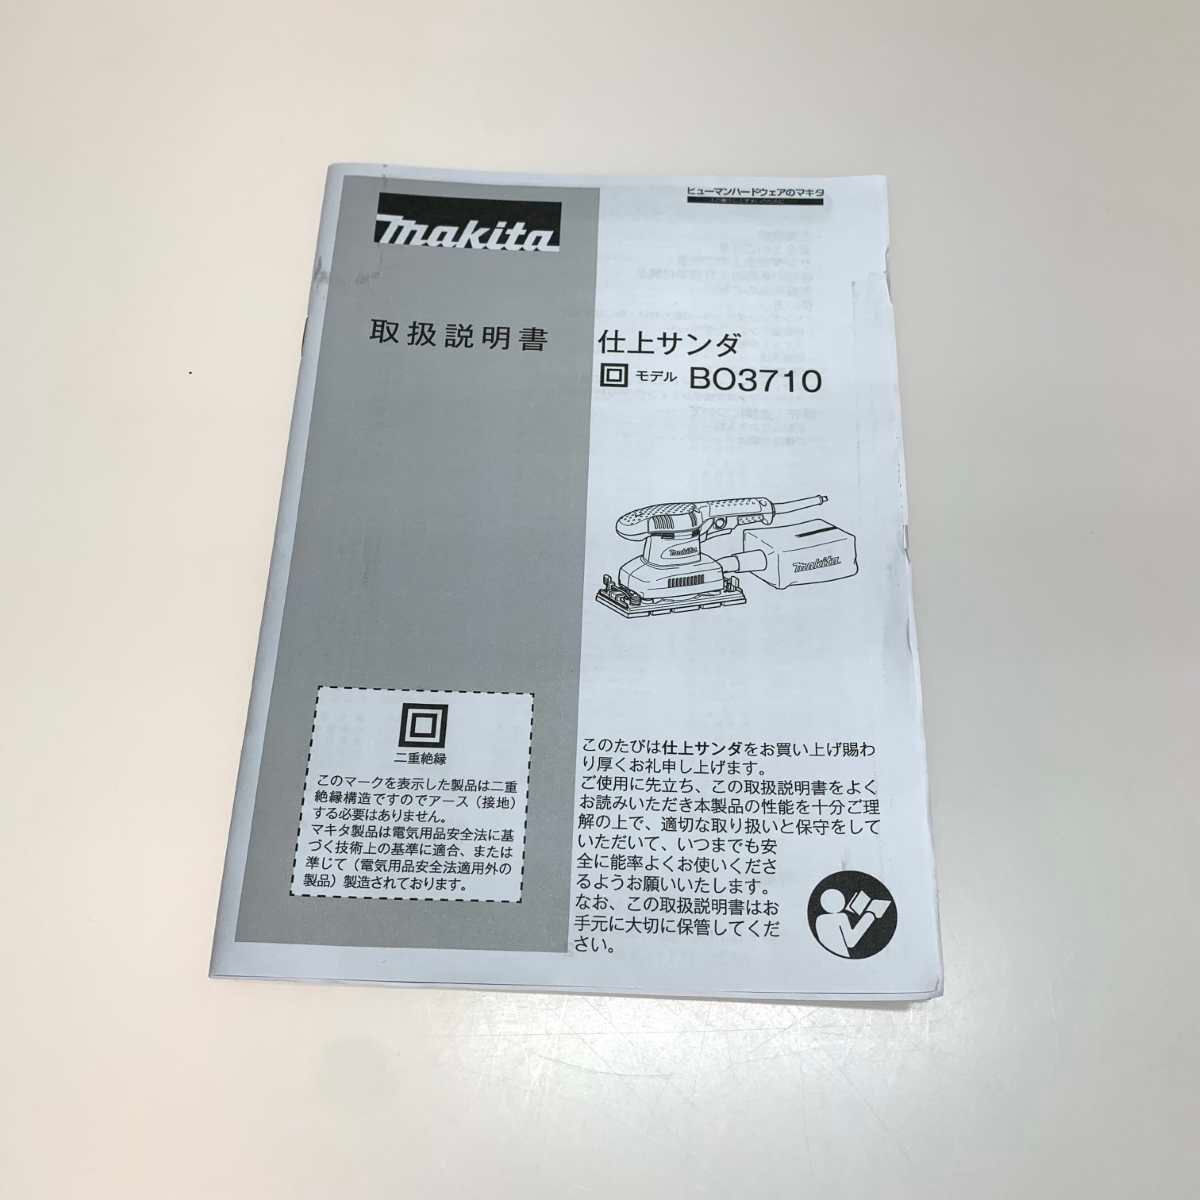 makita
ヒューマンハードウェアのマキタ
取扱説明書
仕上サンダ
モデル BO3710
makita
makita
二重絶縁
このマークを表示した製品は二重
絶縁構造ですのでアース（接地）
する必要はありません。
マキタ製品は電気用品安全法に基
づく技術上の基準に適合、または
準じて（電気用品安全法適用外の
製品）製造されております。
このたびは仕上サンダをお買い上げ賜わ
り厚くお礼申し上げます。
ご使用に先立ち、この取扱説明書をよく
お読みいただき本製品の性能を十分ご理
解の上で、適切な取り扱いと保守をして
いただいて、いつまでも安
全に能率よくお使いくださ
るようお願いいたします。
なお、この取扱説明書はお
手元に大切に保管してくだ
さい。